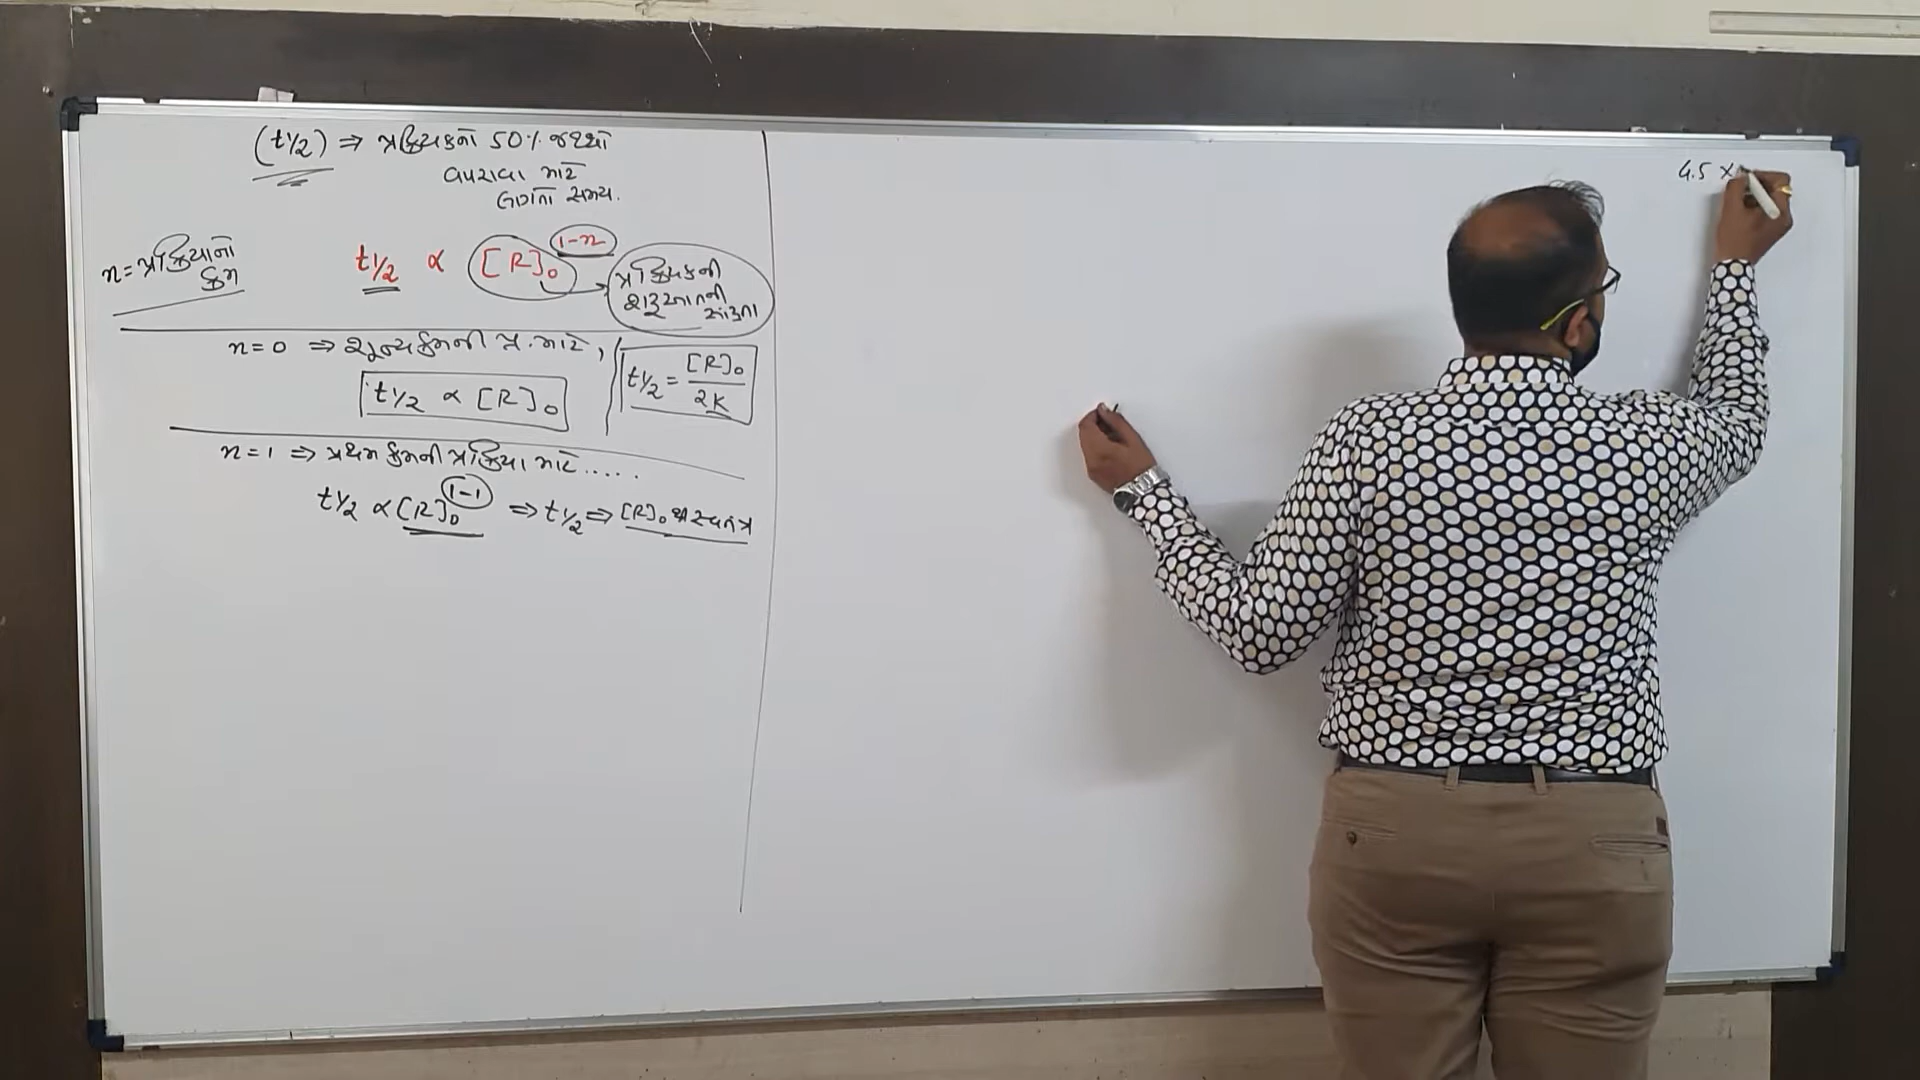 (t1/2) ⇒ પ્રક્રિયકનો 50% જથ્થો
વપરાવા માટે
લાગતો સમય.
n = પ્રક્રિયાનો
ક્રમ
t1/2 ∝ [R]₀^(1-n)
પ્રક્રિયકની
શરૂઆતની
સાંદ્રતા
n = 0 ⇒ શૂન્ય ક્રમની પ્ર. માટે,
t1/2 ∝ [R]₀
t1/2 = [R]₀ / 2K
n = 1 ⇒ પ્રથમ ક્રમની પ્રક્રિયા માટે.....
t1/2 ∝ [R]₀^(1-1) ⇒ t1/2 ⇒ [R]₀ થી સ્વતંત્ર
4.5 ×